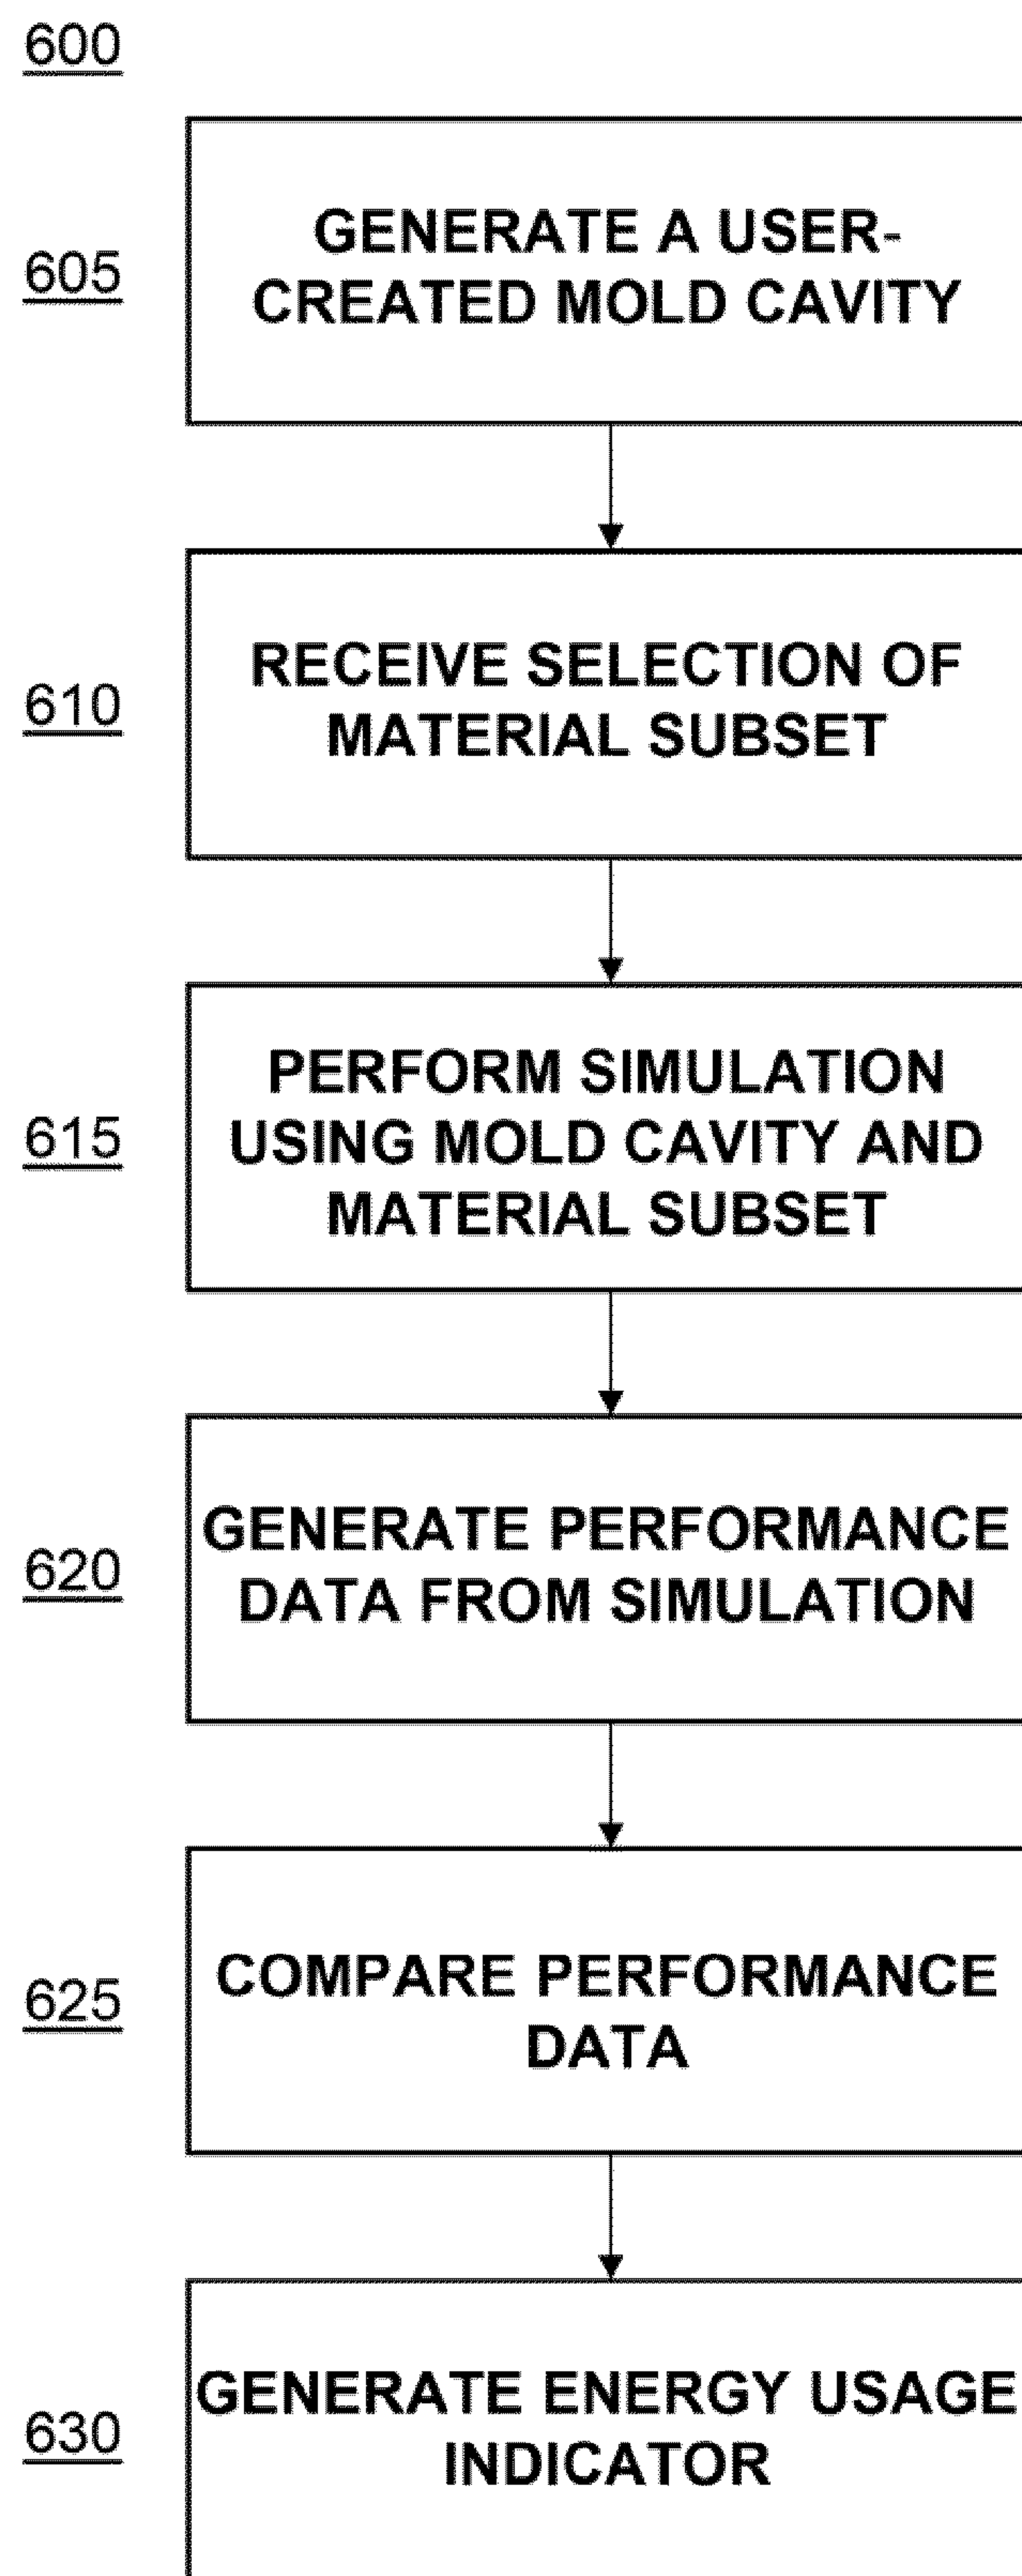 600
605
GENERATE A USER-
CREATED MOLD CAVITY
610
RECEIVE SELECTION OF
MATERIAL SUBSET
615
PERFORM SIMULATION
USING MOLD CAVITY AND
MATERIAL SUBSET
620
GENERATE PERFORMANCE
DATA FROM SIMULATION
625
COMPARE PERFORMANCE
DATA
630
GENERATE ENERGY USAGE
INDICATOR